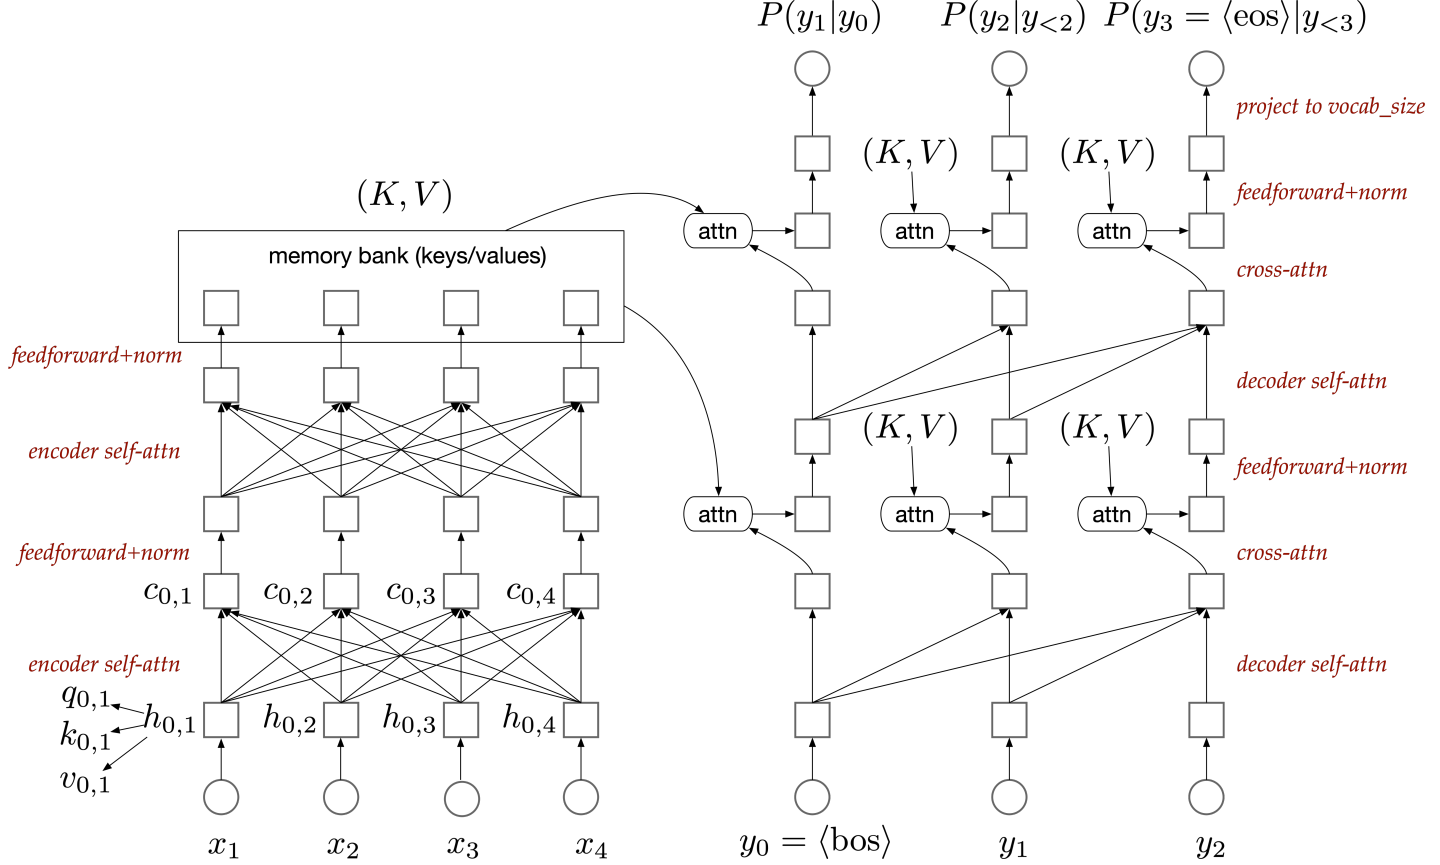 P(y₁|y₀) P(y₂|y<₂) P(y₃ = ⟨eos⟩|y<₃)
project to vocab_size
(K, V) (K, V)
(K, V) feedforward+norm
attn attn attn
memory bank (keys/values)
cross-attn
feedforward+norm
decoder self-attn
(K, V) (K, V)
encoder self-attn
feedforward+norm
attn attn attn
feedforward+norm
cross-attn
c₀,₁ c₀,₂ c₀,₃ c₀,₄
encoder self-attn
decoder self-attn
q₀,₁
h₀,₁ h₀,₂ h₀,₃ h₀,₄
k₀,₁
v₀,₁
x₁ x₂ x₃ x₄ y₀ = ⟨bos⟩ y₁ y₂